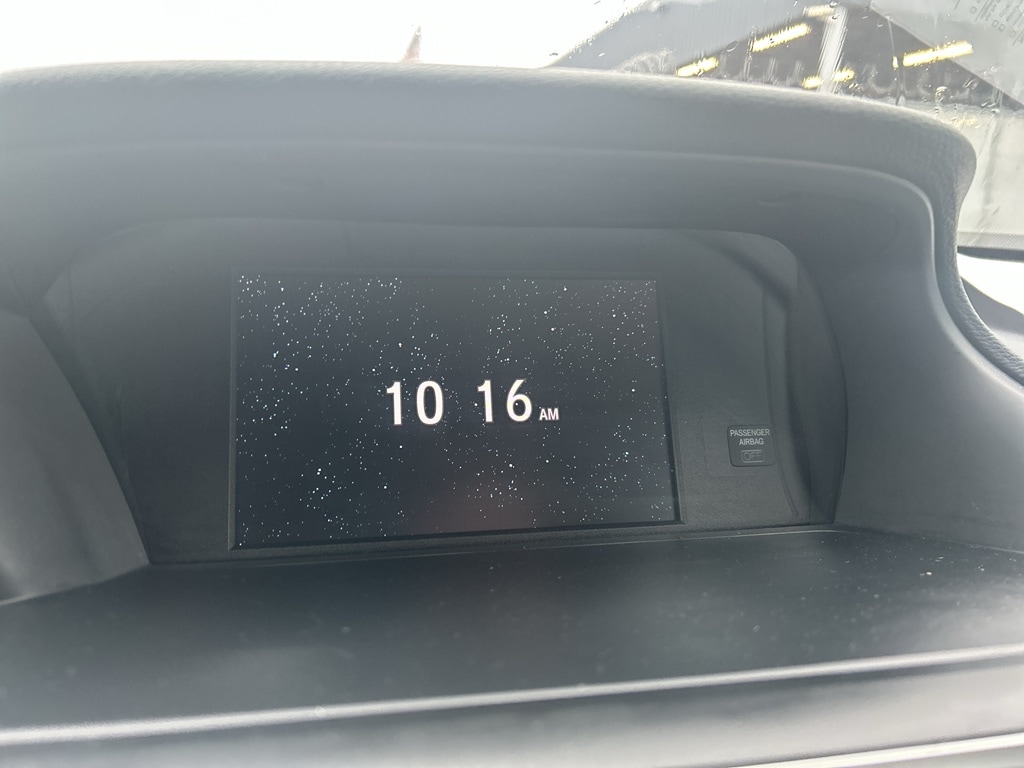 10 16 AM
PASSENGER
AIRBAG
OFF